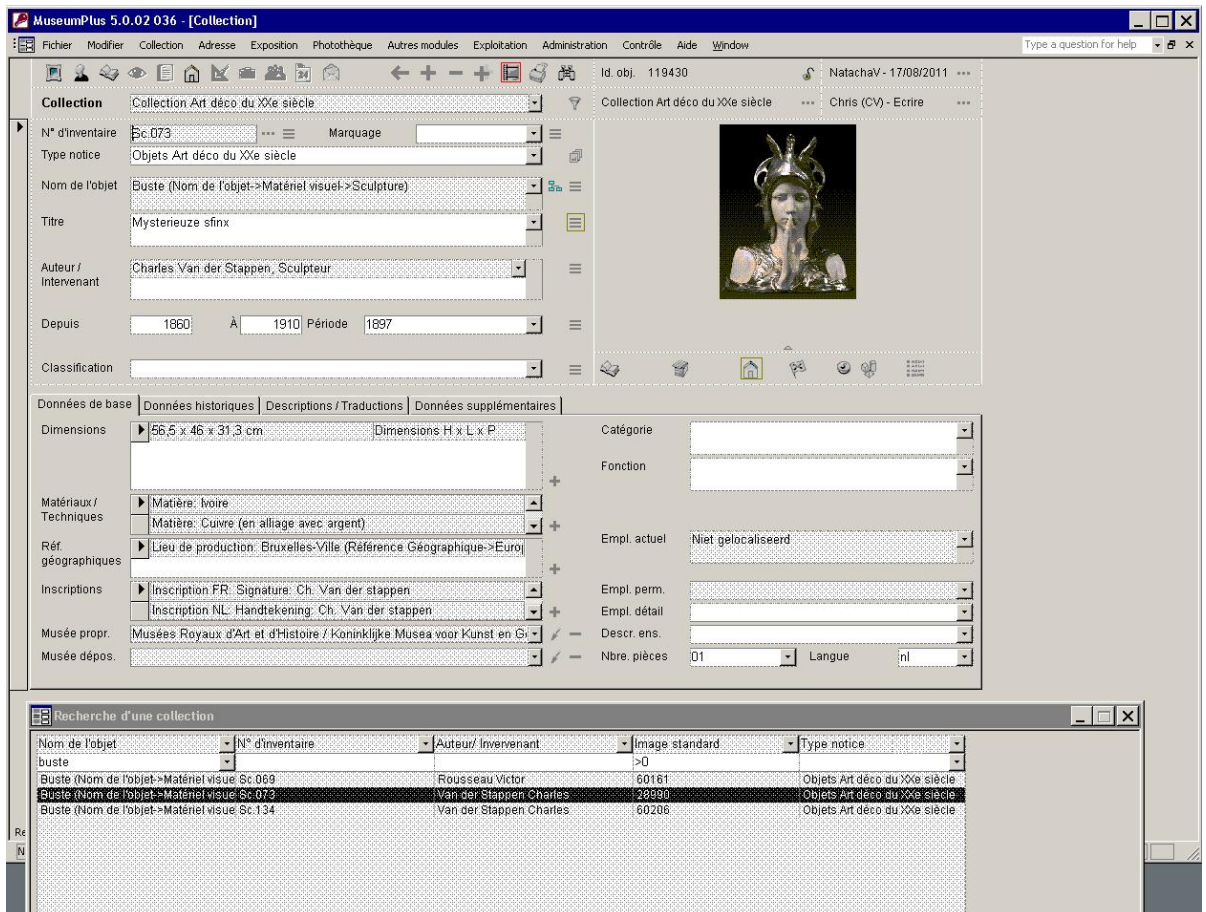 MuseumPlus 5.0.02 036 - [Collection]
Fichier Modifier Collection Adresse Exposition Photothèque Autres modules Exploitation Administration Contrôle Aide Window Type a question for help
24 Id. obj. 119430 NatachaV - 17/08/2011
Collection Collection Art déco du XXe siècle Collection Art déco du XXe siècle Chris (CV) - Ecrire
N° d'inventaire Sc.073 Marquage
Type notice Objets Art déco du XXe siècle
Nom de l'objet Buste (Nom de l'objet->Matériel visuel->Sculpture)
Titre Mysterieuze sfinx
Auteur / Intervenant Charles Van der Stappen, Sculpteur
Depuis 1860 À 1910 Période 1897
Classification
Données de base Données historiques Descriptions / Traductions Données supplémentaires
Dimensions 56,5 x 46 x 31,3 cm Dimensions H x L x P Catégorie
Fonction
Matériaux / Techniques Matière: Ivoire
Matière: Cuivre (en alliage avec argent)
Empl. actuel Niet gelocaliseerd
Réf. géographiques Lieu de production: Bruxelles-Ville (Référence Géographique->Europ
Inscriptions Inscription FR: Signature: Ch. Van der stappen Empl. perm.
Inscription NL: Handtekening: Ch. Van der stappen Empl. détail
Musée propr. Musées Royaux d'Art et d'Histoire / Koninklijke Musea voor Kunst en G Descr. ens.
Musée dépos. Nbre. pièces 01 Langue nl
Recherche d'une collection
Nom de l'objet N° d'inventaire Auteur/ Invervenant Image standard Type notice
buste >0
Buste (Nom de l'objet->Matériel visue Sc.069 Rousseau Victor 60161 Objets Art déco du XXe siècle
Buste (Nom de l'objet->Matériel visue Sc.073 Van der Stappen Charles 28990 Objets Art déco du XXe siècle
Buste (Nom de l'objet->Matériel visue Sc.134 Van der Stappen Charles 60206 Objets Art déco du XXe siècle
Re
N